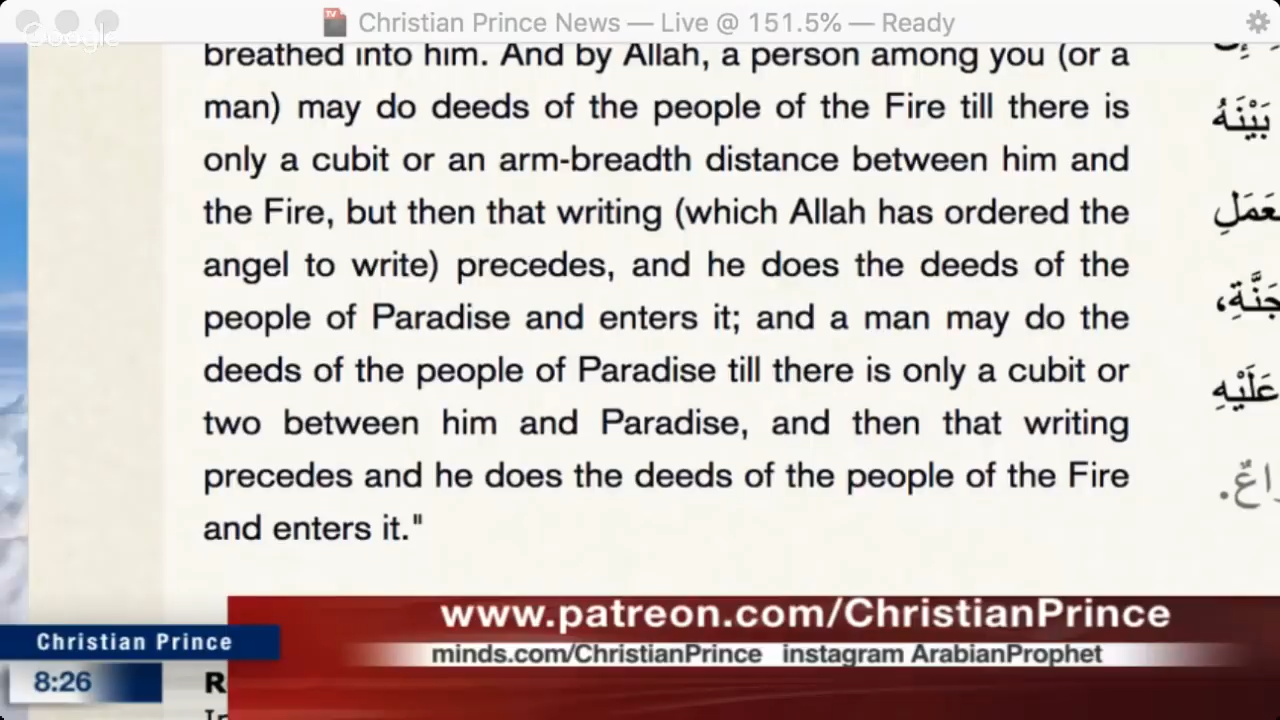 Christian Prince News — Live @ 151.5% — Ready
Google
breathed into him. And by Allah, a person among you (or a
man) may do deeds of the people of the Fire till there is
only a cubit or an arm-breadth distance between him and
the Fire, but then that writing (which Allah has ordered the
angel to write) precedes, and he does the deeds of the
people of Paradise and enters it; and a man may do the
deeds of the people of Paradise till there is only a cubit or
two between him and Paradise, and then that writing
precedes and he does the deeds of the people of the Fire
and enters it."
بَيْنَهُ
عَلَيْهِ
www.patreon.com/ChristianPrince
Christian Prince
minds.com/ChristianPrince instagram ArabianProphet
8:26